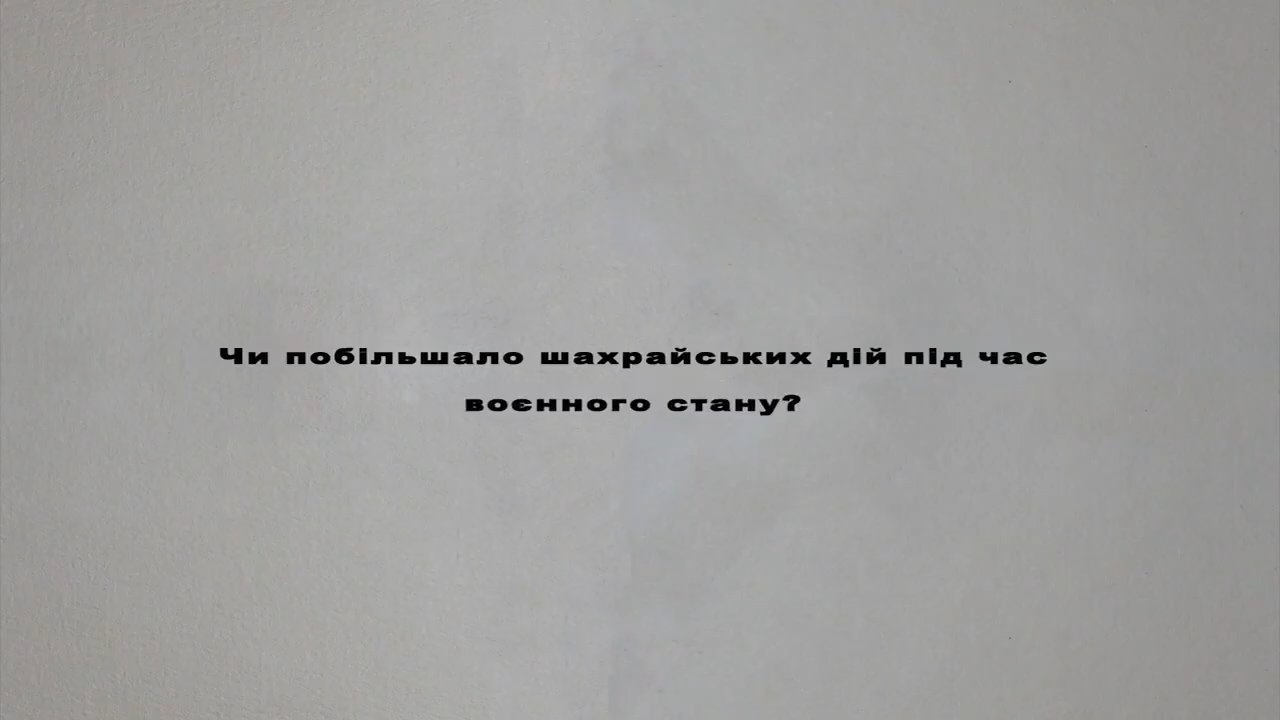 Чи побільшало шахрайських дій під час
воєнного стану?